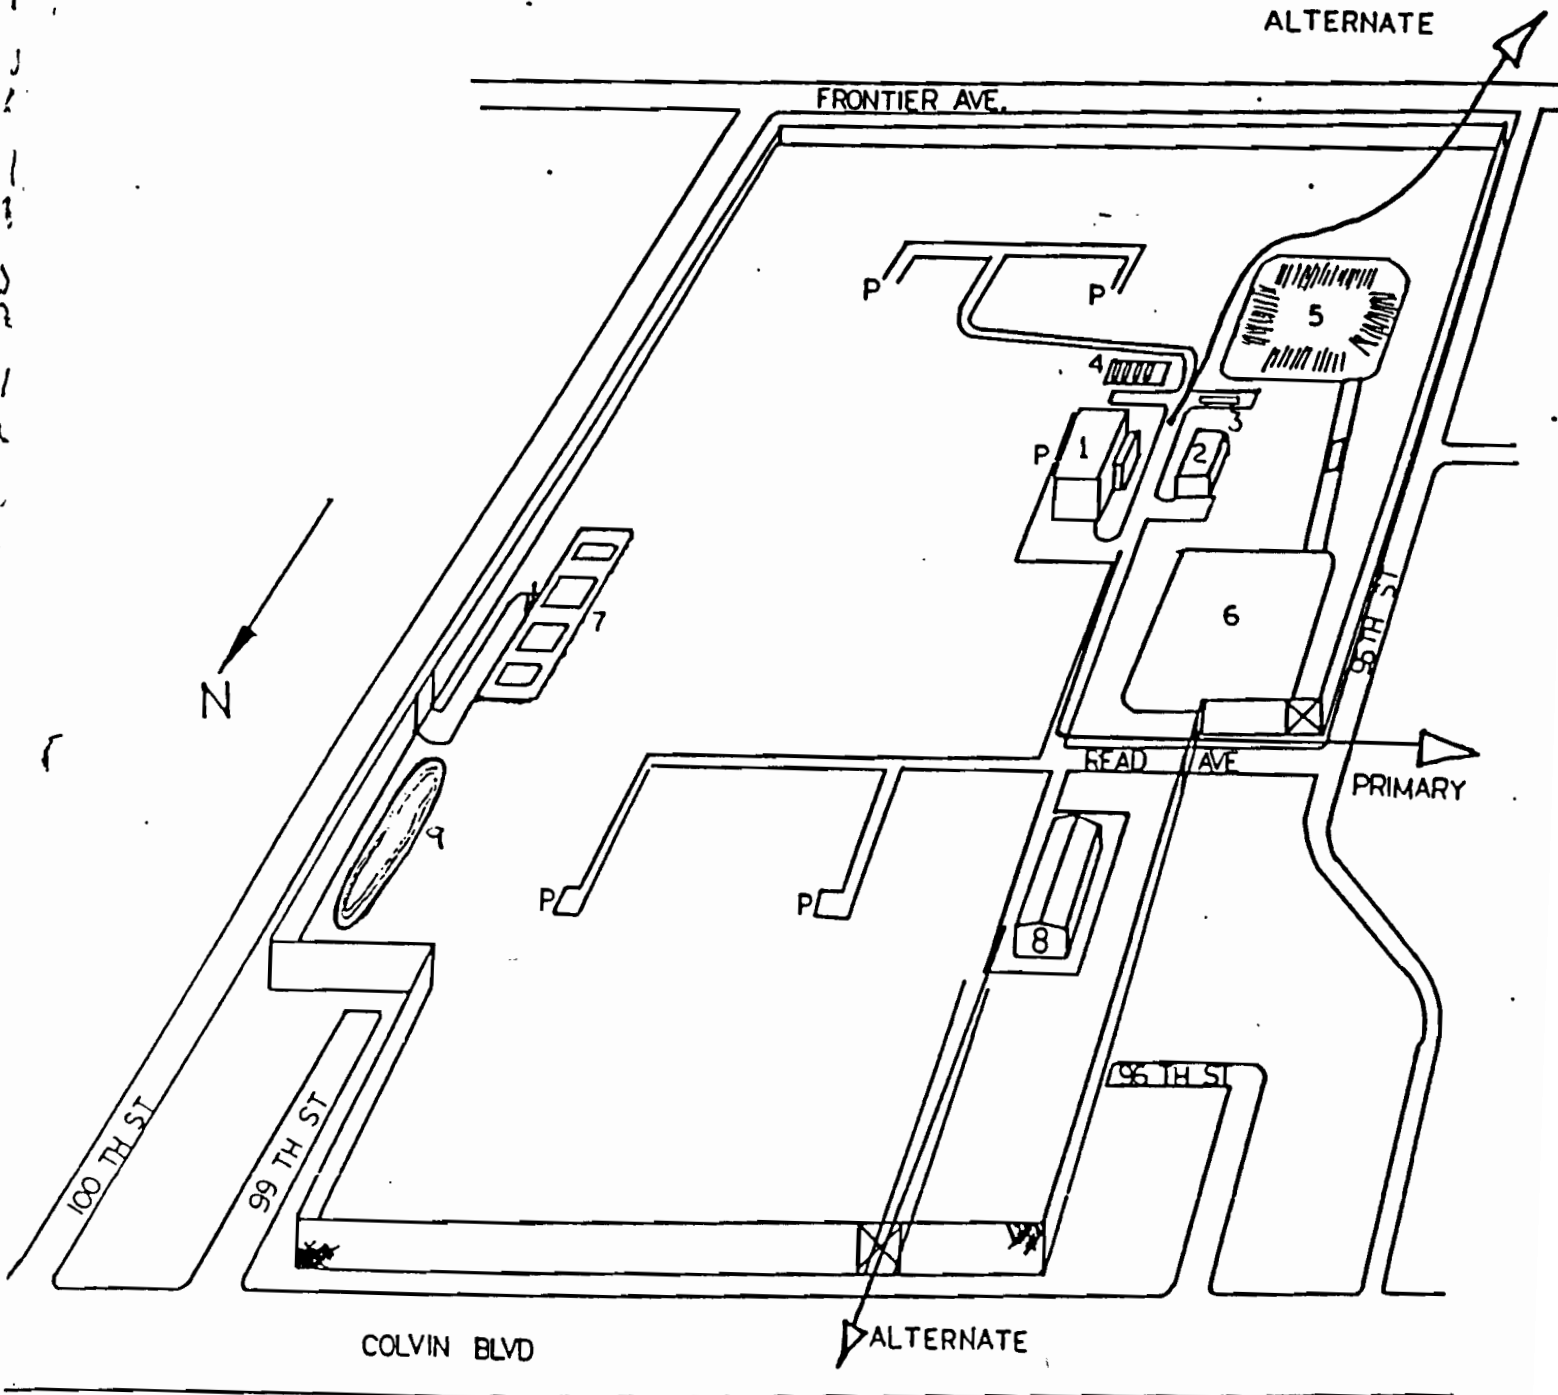 ALTERNATE
FRONTIER AVE.
P
P
5
4
3
P
1
2
7
6
95TH ST
N
READ AVE
PRIMARY
9
P
P
8
96 TH ST
100 TH ST
99 TH ST
COLVIN BLVD
ALTERNATE